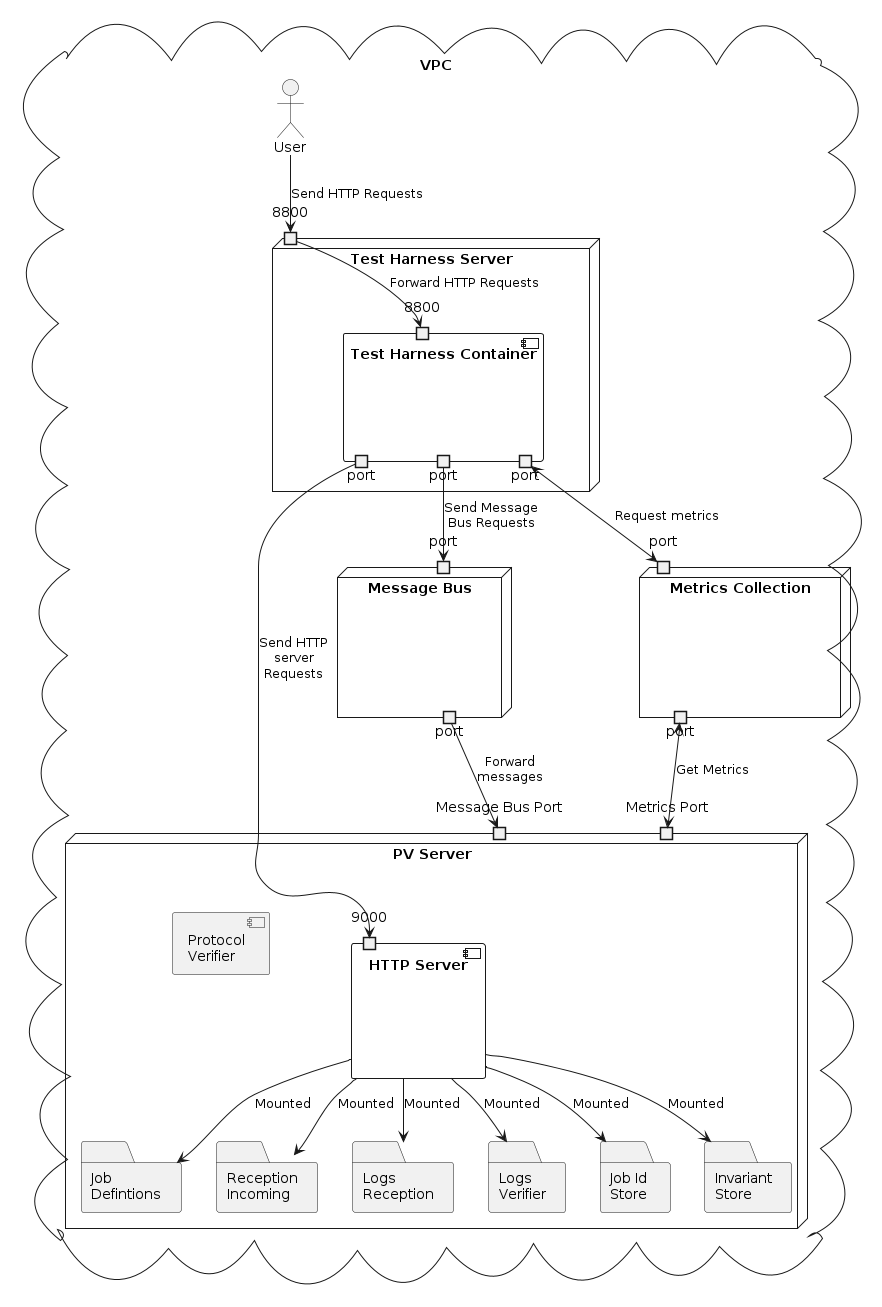 VPC
User
Send HTTP Requests
8800
Test Harness Server
Forward HTTP Requests
8800
Test Harness Container
port
port
port
Send Message
Bus Requests
Request metrics
port
port
Message Bus
Metrics Collection
Send HTTP
server
Requests
port
port
Forward
messages
Get Metrics
Message Bus Port
Metrics Port
PV Server
9000
Protocol
Verifier
HTTP Server
Mounted
Mounted
Mounted
Mounted
Mounted
Mounted
Job
Defintions
Reception
Incoming
Logs
Reception
Logs
Verifier
Job Id
Store
Invariant
Store